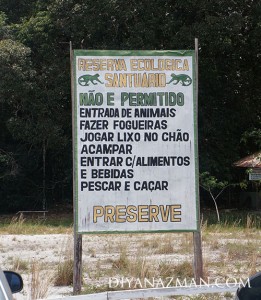 RESERVA ECOLOGICA
SANTUÁRIO
NÃO E PERMITIDO
ENTRADA DE ANIMAIS
FAZER FOGUEIRAS
JOGAR LIXO NO CHÃO
ACAMPAR
ENTRAR C/ALIMENTOS
E BEBIDAS
PESCAR E CAÇAR
PRESERVE
DIYANAZMAN.COM